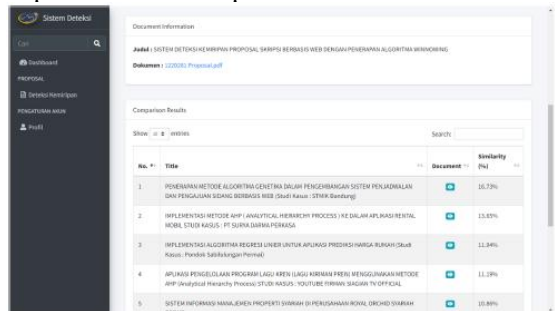 Sistem Deteksi
Cari
Dashboard
PROPOSAL
Deteksi Kemiripan
PENGATURAN AKUN
Profil
Document Information
Judul : SISTEM DETEKSI KEMIRIPAN PROPOSAL SKRIPSI BERBASIS WEB DENGAN PENERAPAN ALGORITMA WINNOWING
Dokumen : Proposal.pdf
Comparison Results
Show entries
Search:
No. Title Document Similarity
(%)
1 PENERAPAN METODE ALGORITMA GENETIKA DALAM PENGEMBANGAN SISTEM PENJADWALAN 16.73%
DAN PENGAJUAN SIDANG BERBASIS WEB (Studi Kasus : STMIK Bandung)
2 IMPLEMENTASI METODE AHP ( ANALYTICAL HIERARCHY PROCESS ) KE DALAM APLIKASI RENTAL 13.85%
MOBIL STUDI KASUS : PT SURYA DARMA PERKASA
3 IMPLEMENTASI ALGORITMA REGRESI LINIER UNTUK APLIKASI PREDIKSI HARGA RUMAH (Studi 11.94%
Kasus : Pondok Sabilulungan Permai)
4 APLIKASI PENGELOLAAN PROGRAM LAGU KREN (LAGU KIRIMAN PREN) MENGGUNAKAN METODE 11.19%
AHP (Analytical Hierarchy Process) STUDI KASUS : YOUTUBE FIRMAN SIAGIAN TV OFFICIAL
5 SISTEM INFORMASI MANAJEMEN PROPERTI SYARIAH DI PERUSAHAAN ROYAL ORCHID SYARIAH 10.86%